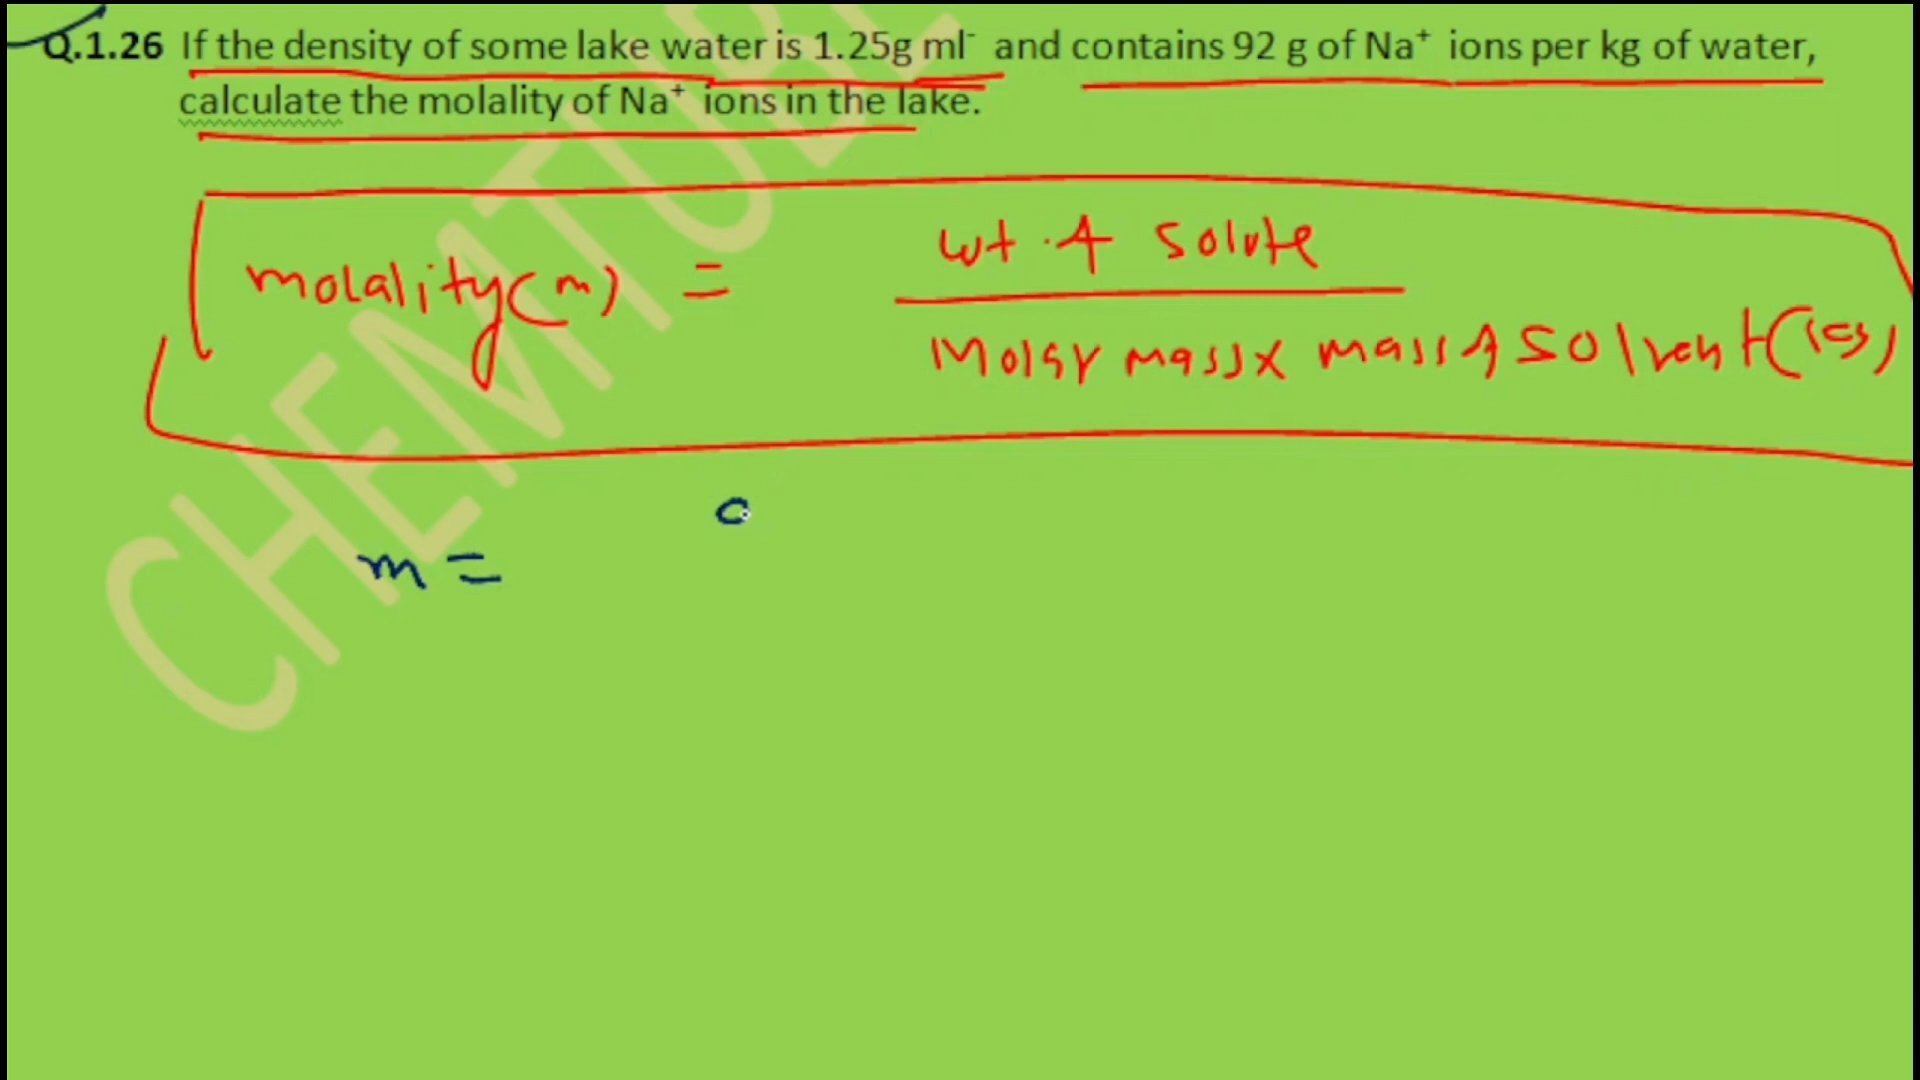 Q.1.26 If the density of some lake water is 1.25g ml⁻ and contains 92 g of Na⁺ ions per kg of water,
calculate the molality of Na⁺ ions in the lake.
molality(m) =
wt. of solute
Molar mass x mass of solvent
m =
CHEMTUBE